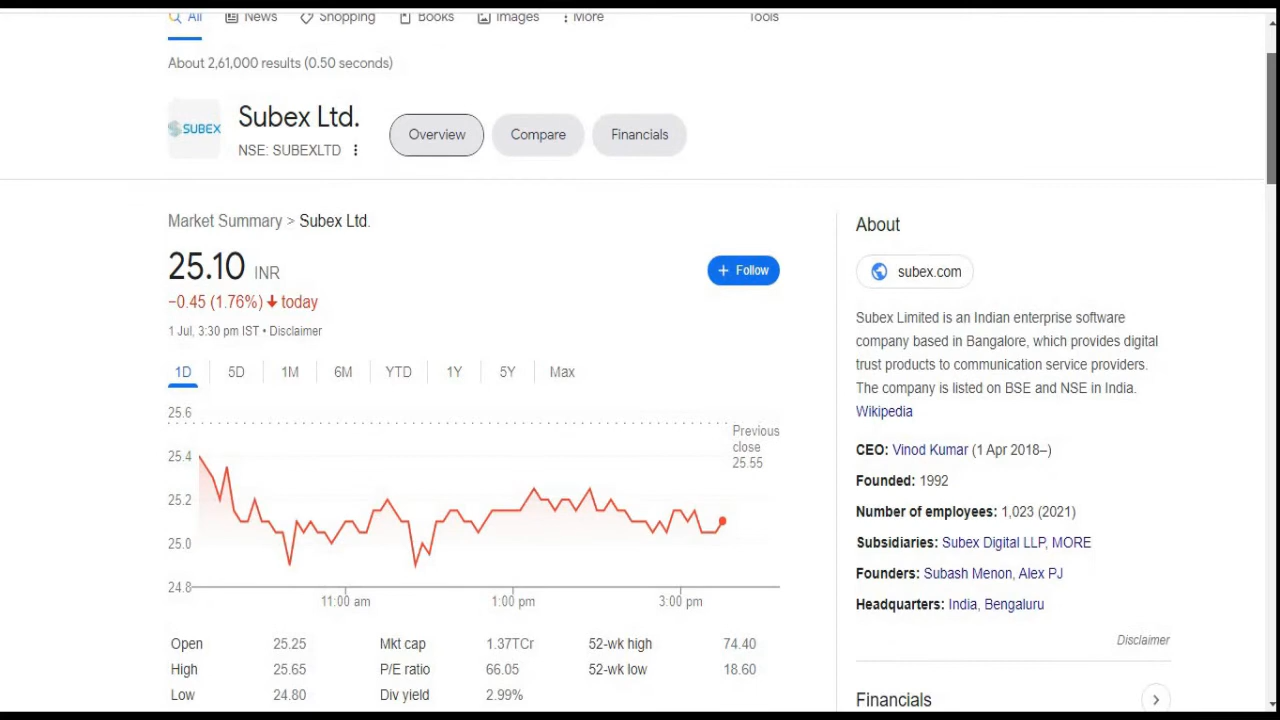 All News Shopping Books Images More Tools
About 2,61,000 results (0.50 seconds)
SUBEX
Subex Ltd.
NSE: SUBEXLTD
Overview Compare Financials
Market Summary > Subex Ltd.
25.10 INR
+ Follow
−0.45 (1.76%) today
1 Jul, 3:30 pm IST • Disclaimer
1D 5D 1M 6M YTD 1Y 5Y Max
25.6
25.4
25.2
25.0
24.8
Previous
close
25.55
11:00 am 1:00 pm 3:00 pm
Open 25.25 Mkt cap 1.37TCr 52-wk high 74.40
High 25.65 P/E ratio 66.05 52-wk low 18.60
Low 24.80 Div yield 2.99%
About
subex.com
Subex Limited is an Indian enterprise software
company based in Bangalore, which provides digital
trust products to communication service providers.
The company is listed on BSE and NSE in India.
Wikipedia
CEO: Vinod Kumar (1 Apr 2018–)
Founded: 1992
Number of employees: 1,023 (2021)
Subsidiaries: Subex Digital LLP, MORE
Founders: Subash Menon, Alex PJ
Headquarters: India, Bengaluru
Disclaimer
Financials